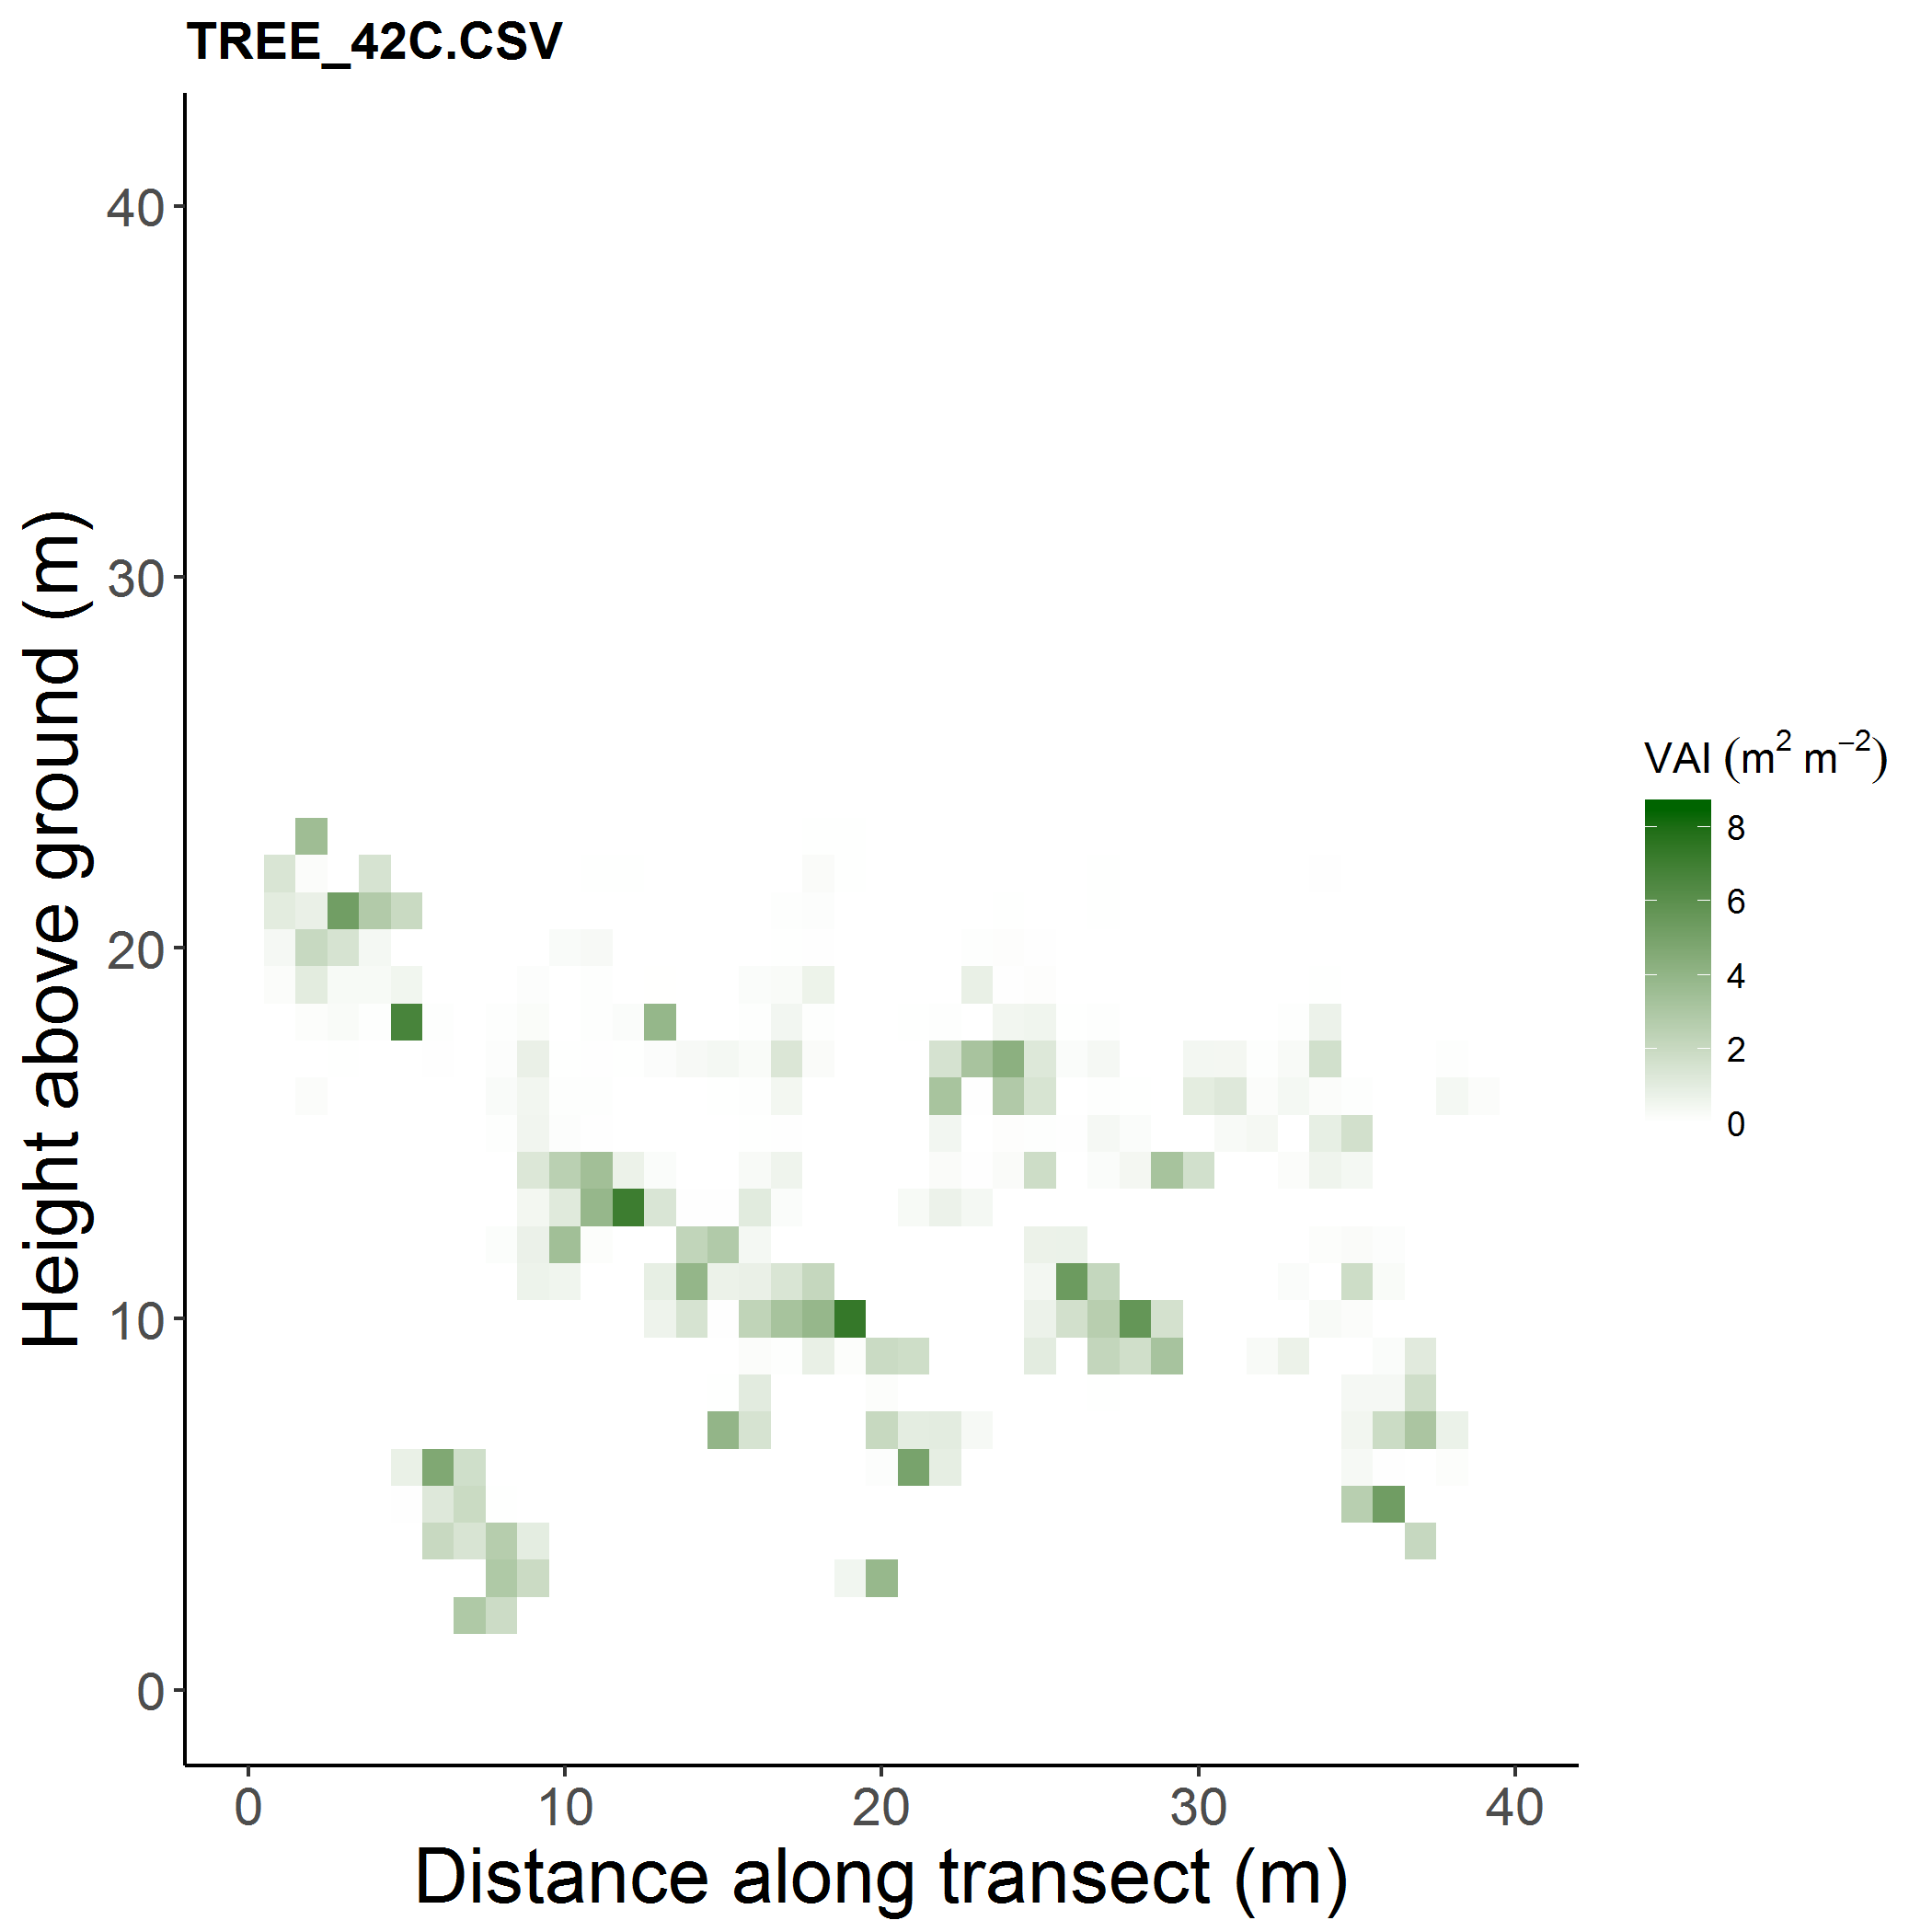 TREE_42C.CSV
Height above ground (m)
40
30
20
10
0
0 10 20 30 40
Distance along transect (m)
VAI (m² m⁻²)
8
6
4
2
0